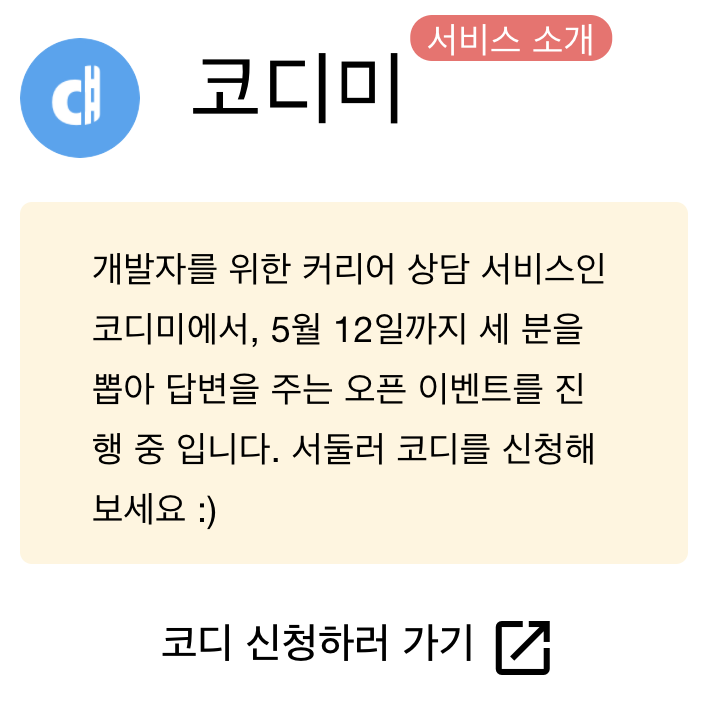 서비스 소개
코디미
개발자를 위한 커리어 상담 서비스인
코디미에서, 5월 12일까지 세 분을
뽑아 답변을 주는 오픈 이벤트를 진
행 중 입니다. 서둘러 코디를 신청해
보세요 :)
코디 신청하러 가기